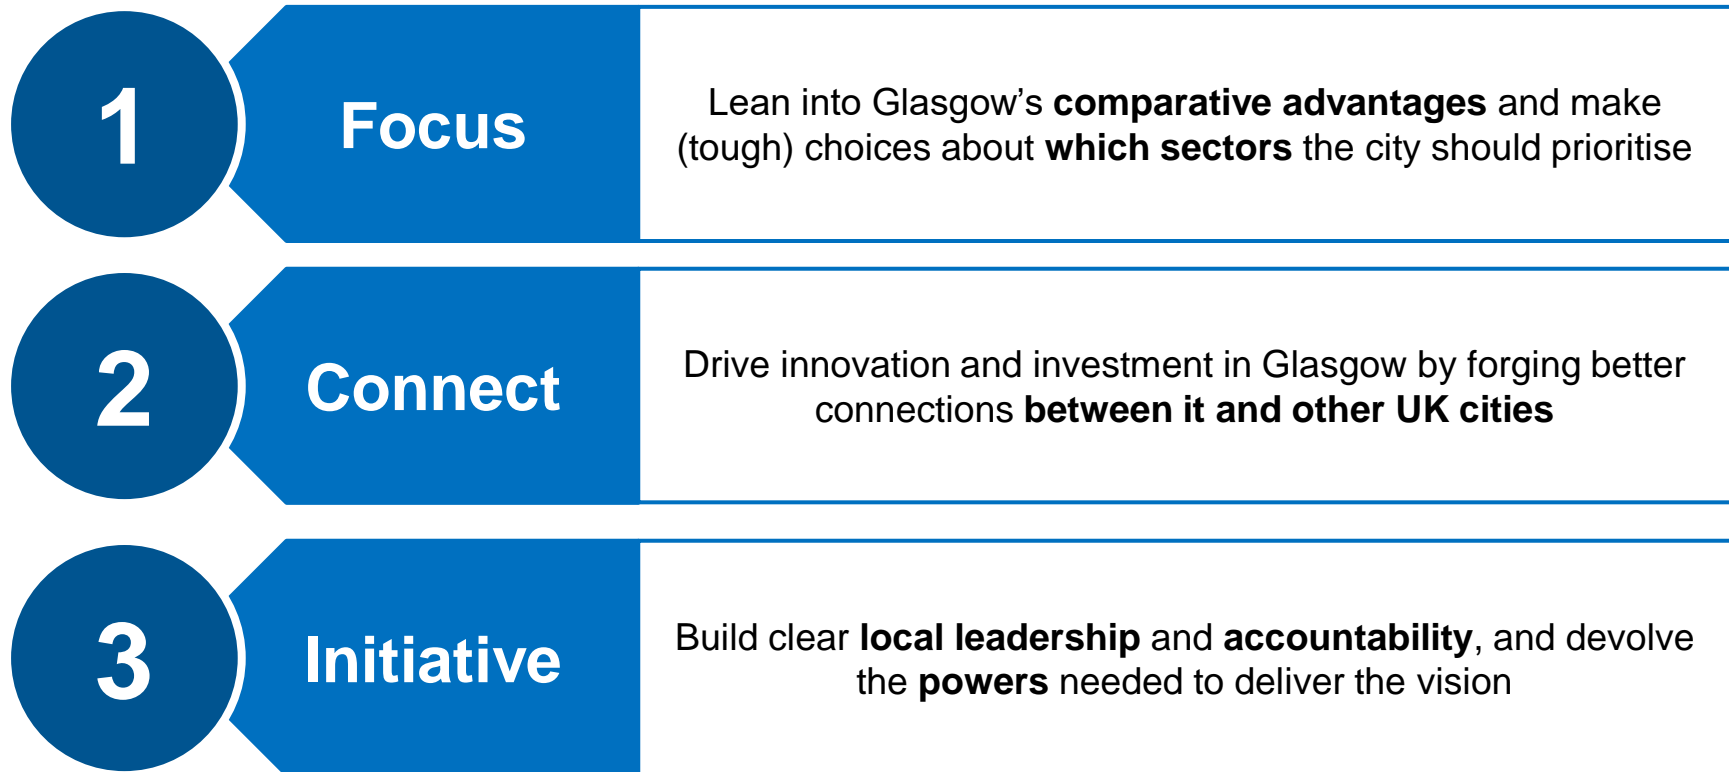 1
Focus
Lean into Glasgow’s comparative advantages and make
(tough) choices about which sectors the city should prioritise
2
Connect
Drive innovation and investment in Glasgow by forging better
connections between it and other UK cities
3
Initiative
Build clear local leadership and accountability, and devolve
the powers needed to deliver the vision